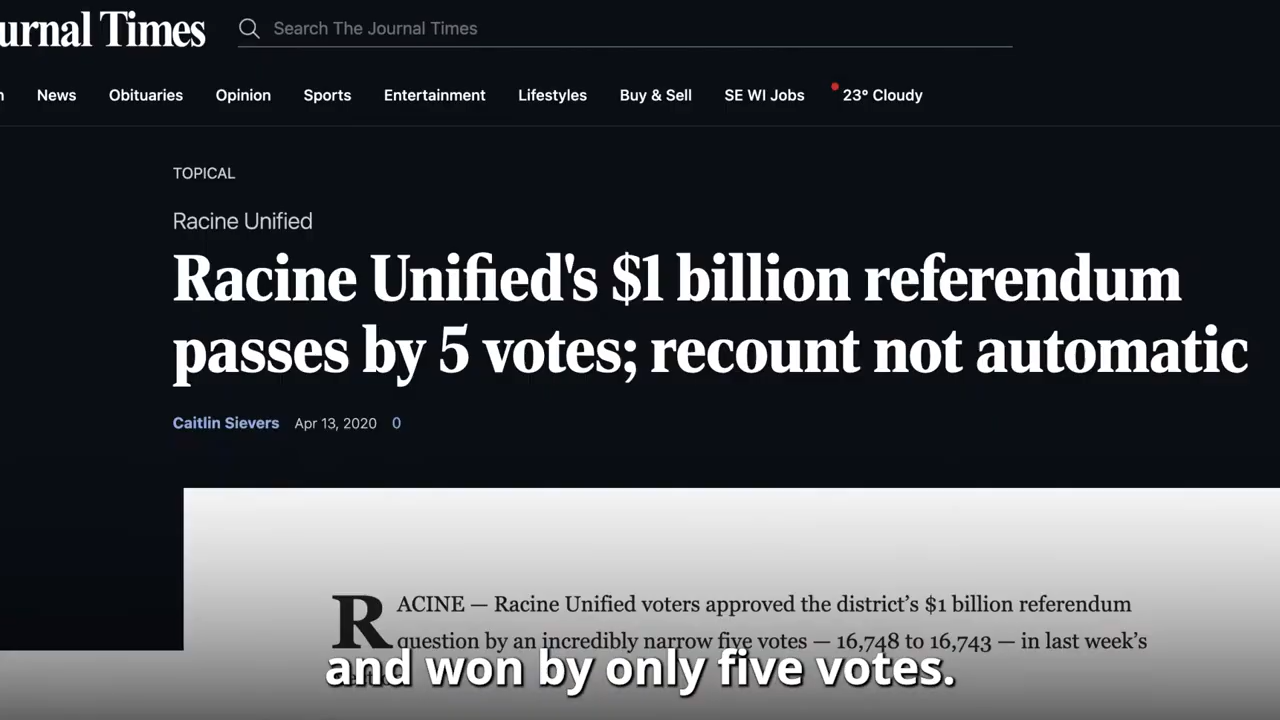 urnal Times
Search The Journal Times
News Obituaries Opinion Sports Entertainment Lifestyles Buy & Sell SE WI Jobs 23° Cloudy
TOPICAL
Racine Unified
Racine Unified's $1 billion referendum
passes by 5 votes; recount not automatic
Caitlin Sievers Apr 13, 2020 0
RACINE — Racine Unified voters approved the district’s $1 billion referendum
question by an incredibly narrow five votes — 16,748 to 16,743 — in last week’s
and won by only five votes.